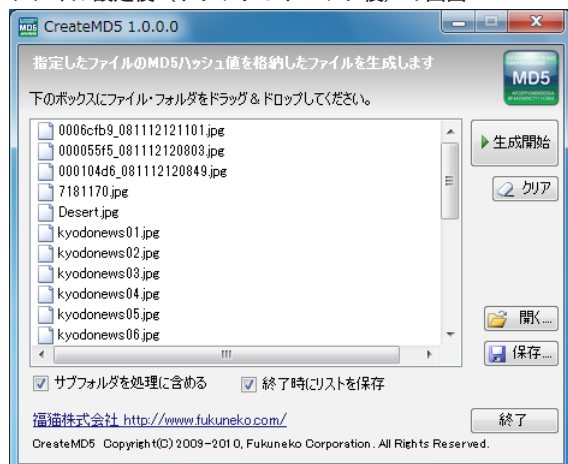 CreateMD5 1.0.0.0
指定したファイルのMD5ハッシュ値を格納したファイルを生成します
MD5
下のボックスにファイル・フォルダをドラッグ & ドロップしてください。
0006cfb9_081112121101.jpg
000055f5_081112120803.jpg
000104d6_081112120849.jpg
7181170.jpg
Desert.jpg
kyodonews01.jpg
kyodonews02.jpg
kyodonews03.jpg
kyodonews04.jpg
kyodonews05.jpg
kyodonews06.jpg
生成開始
クリア
開く...
保存...
サブフォルダを処理に含める
終了時にリストを保存
福猫株式会社 http://www.fukuneko.com/
終了
CreateMD5 Copyright(C) 2009-2010, Fukuneko Corporation. All Rights Reserved.